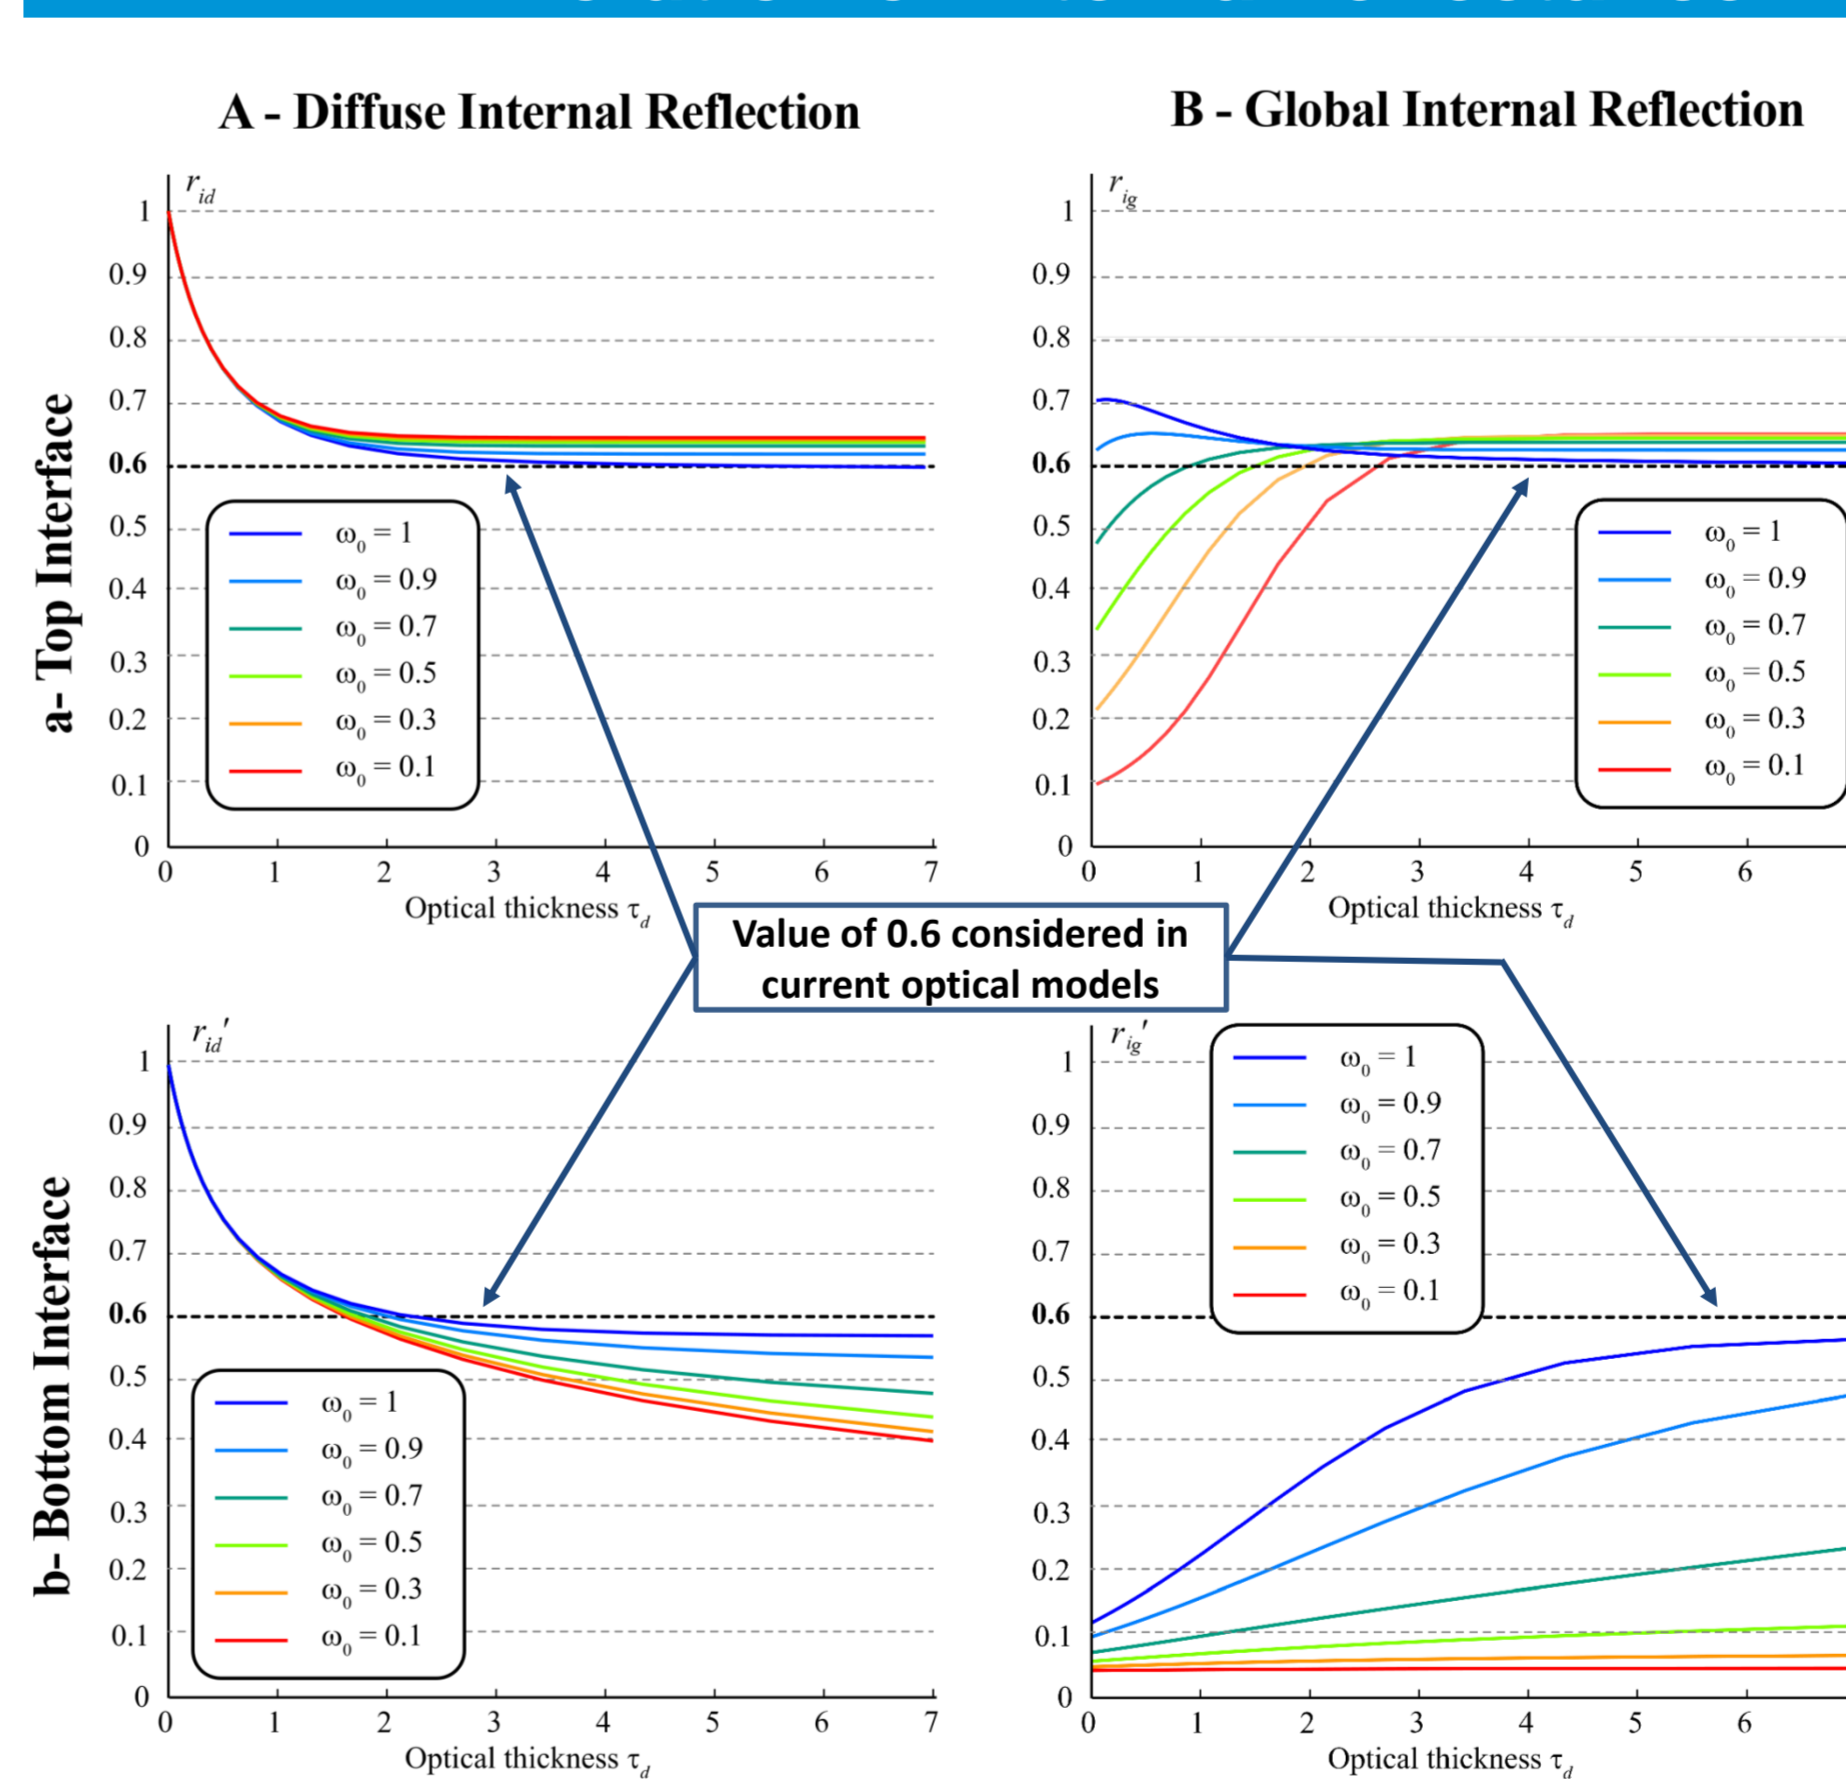 A - Diffuse Internal Reflection
B - Global Internal Reflection
a- Top Interface
r_id
1
0.9
0.8
0.7
0.6
0.5
0.4
0.3
0.2
0.1
0
ω0 = 1
ω0 = 0.9
ω0 = 0.7
ω0 = 0.5
ω0 = 0.3
ω0 = 0.1
0 1 2 3 4 5 6 7
Optical thickness τd
r_ig
1
0.9
0.8
0.7
0.6
0.5
0.4
0.3
0.2
0.1
0
ω0 = 1
ω0 = 0.9
ω0 = 0.7
ω0 = 0.5
ω0 = 0.3
ω0 = 0.1
0 1 2 3 4 5 6
Optical thickness τd
Value of 0.6 considered in
current optical models
b- Bottom Interface
r_id'
1
0.9
0.8
0.7
0.6
0.5
0.4
0.3
0.2
0.1
0
ω0 = 1
ω0 = 0.9
ω0 = 0.7
ω0 = 0.5
ω0 = 0.3
ω0 = 0.1
0 1 2 3 4 5 6 7
Optical thickness τd
r_ig'
1
0.9
0.8
0.7
0.6
0.5
0.4
0.3
0.2
0.1
0
ω0 = 1
ω0 = 0.9
ω0 = 0.7
ω0 = 0.5
ω0 = 0.3
ω0 = 0.1
0 1 2 3 4 5 6
Optical thickness τd